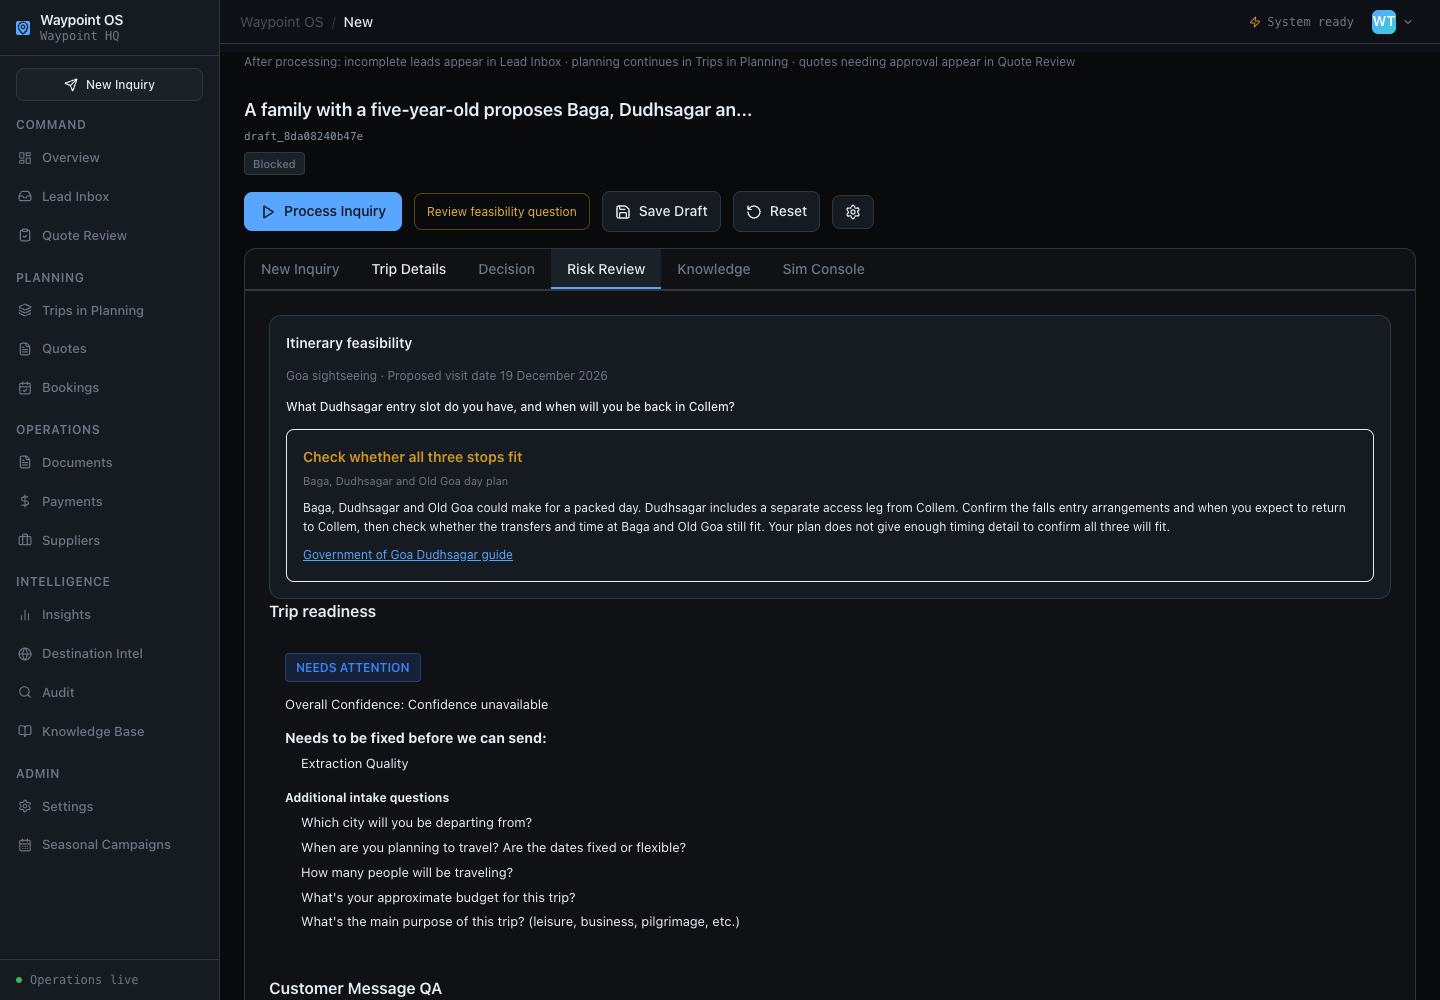 Waypoint OS
Waypoint HQ
New Inquiry
COMMAND
Overview
Lead Inbox
Quote Review
PLANNING
Trips in Planning
Quotes
Bookings
OPERATIONS
Documents
Payments
Suppliers
INTELLIGENCE
Insights
Destination Intel
Audit
Knowledge Base
ADMIN
Settings
Seasonal Campaigns
Operations live
Waypoint OS / New
System ready
WT
After processing: incomplete leads appear in Lead Inbox · planning continues in Trips in Planning · quotes needing approval appear in Quote Review
A family with a five-year-old proposes Baga, Dudhsagar an...
draft_8da08240b47e
Blocked
Process Inquiry
Review feasibility question
Save Draft
Reset
New Inquiry
Trip Details
Decision
Risk Review
Knowledge
Sim Console
Itinerary feasibility
Goa sightseeing · Proposed visit date 19 December 2026
What Dudhsagar entry slot do you have, and when will you be back in Collem?
Check whether all three stops fit
Baga, Dudhsagar and Old Goa day plan
Baga, Dudhsagar and Old Goa could make for a packed day. Dudhsagar includes a separate access leg from Collem. Confirm the falls entry arrangements and when you expect to return
to Collem, then check whether the transfers and time at Baga and Old Goa still fit. Your plan does not give enough timing detail to confirm all three will fit.
Government of Goa Dudhsagar guide
Trip readiness
NEEDS ATTENTION
Overall Confidence: Confidence unavailable
Needs to be fixed before we can send:
Extraction Quality
Additional intake questions
Which city will you be departing from?
When are you planning to travel? Are the dates fixed or flexible?
How many people will be traveling?
What's your approximate budget for this trip?
What's the main purpose of this trip? (leisure, business, pilgrimage, etc.)
Customer Message QA